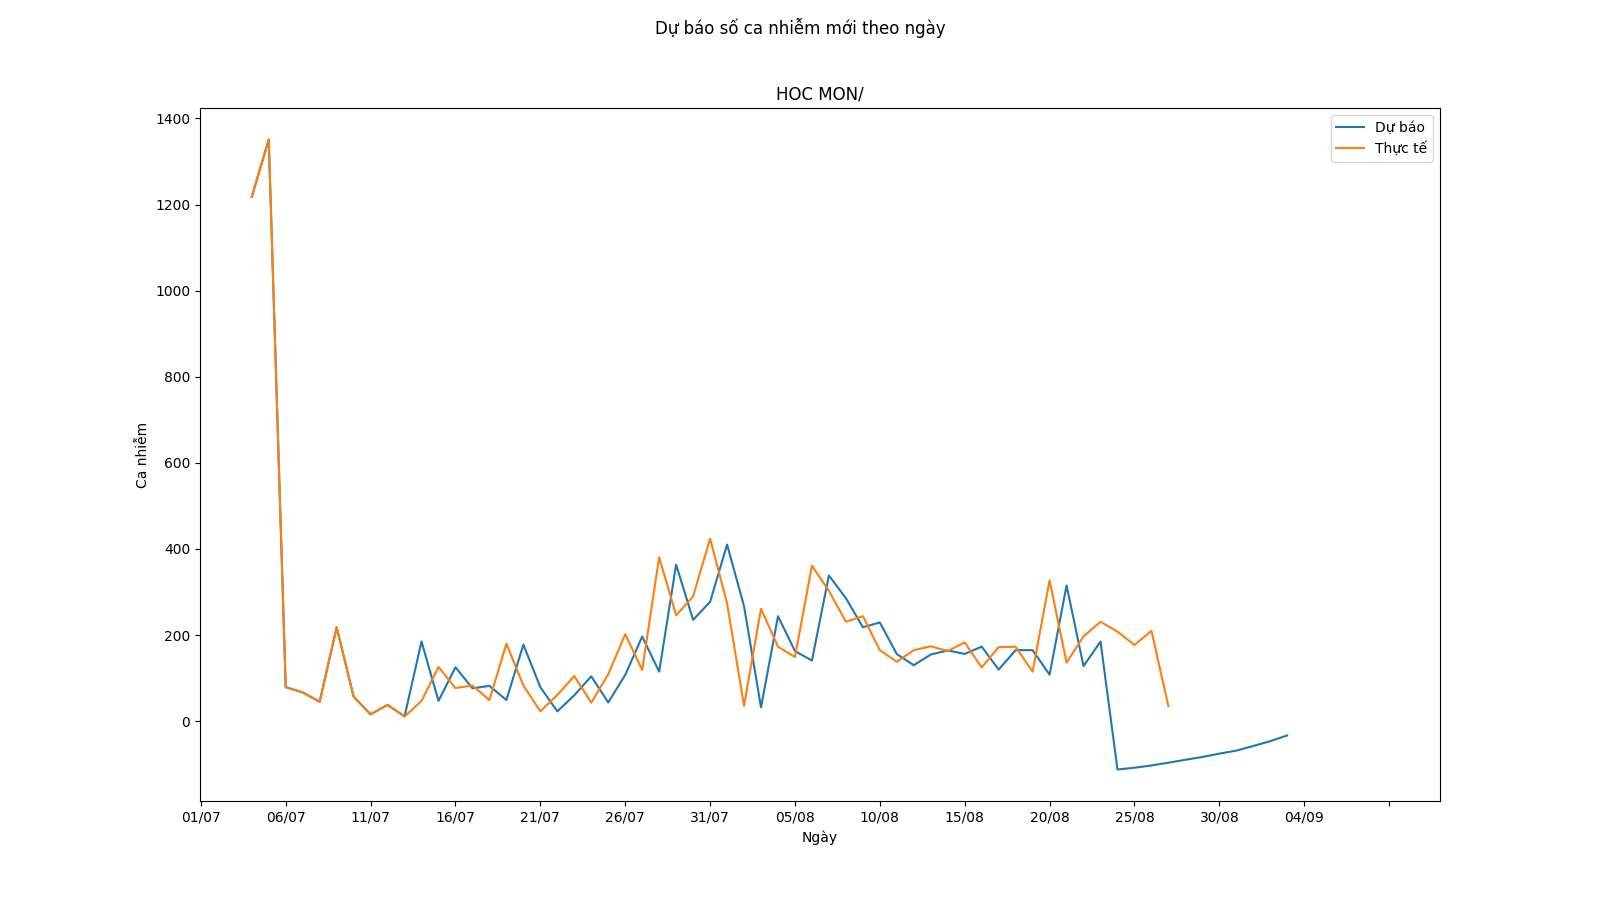 Dự báo số ca nhiễm mới theo ngày
HOC MON/
Dự báo
Thực tế
1400
1200
1000
800
600
400
200
0
Ca nhiễm
01/07 06/07 11/07 16/07 21/07 26/07 31/07 05/08 10/08 15/08 20/08 25/08 30/08 04/09
Ngày